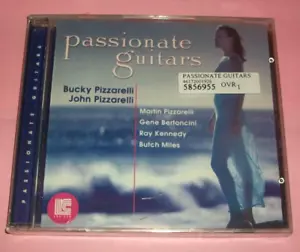 passionate
guitars
Bucky Pizzarelli
John Pizzarelli
PASSIONATE GUITARS
5856955 OVR1
Martin Pizzarelli
Gene Bertoncini
Ray Kennedy
Butch Miles
PASSIONATE GUITARS